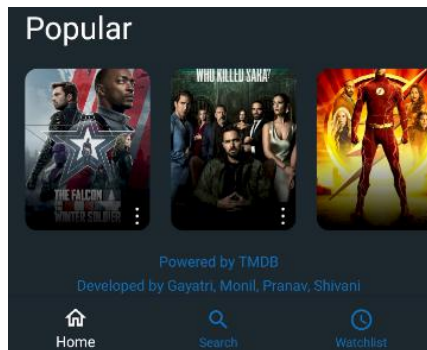 Popular
WHO KILLED SARA?
THE FALCON
WINTER SOLDIER
Powered by TMDB
Developed by Gayatri, Monil, Pranav, Shivani
Home
Search
Watchlist